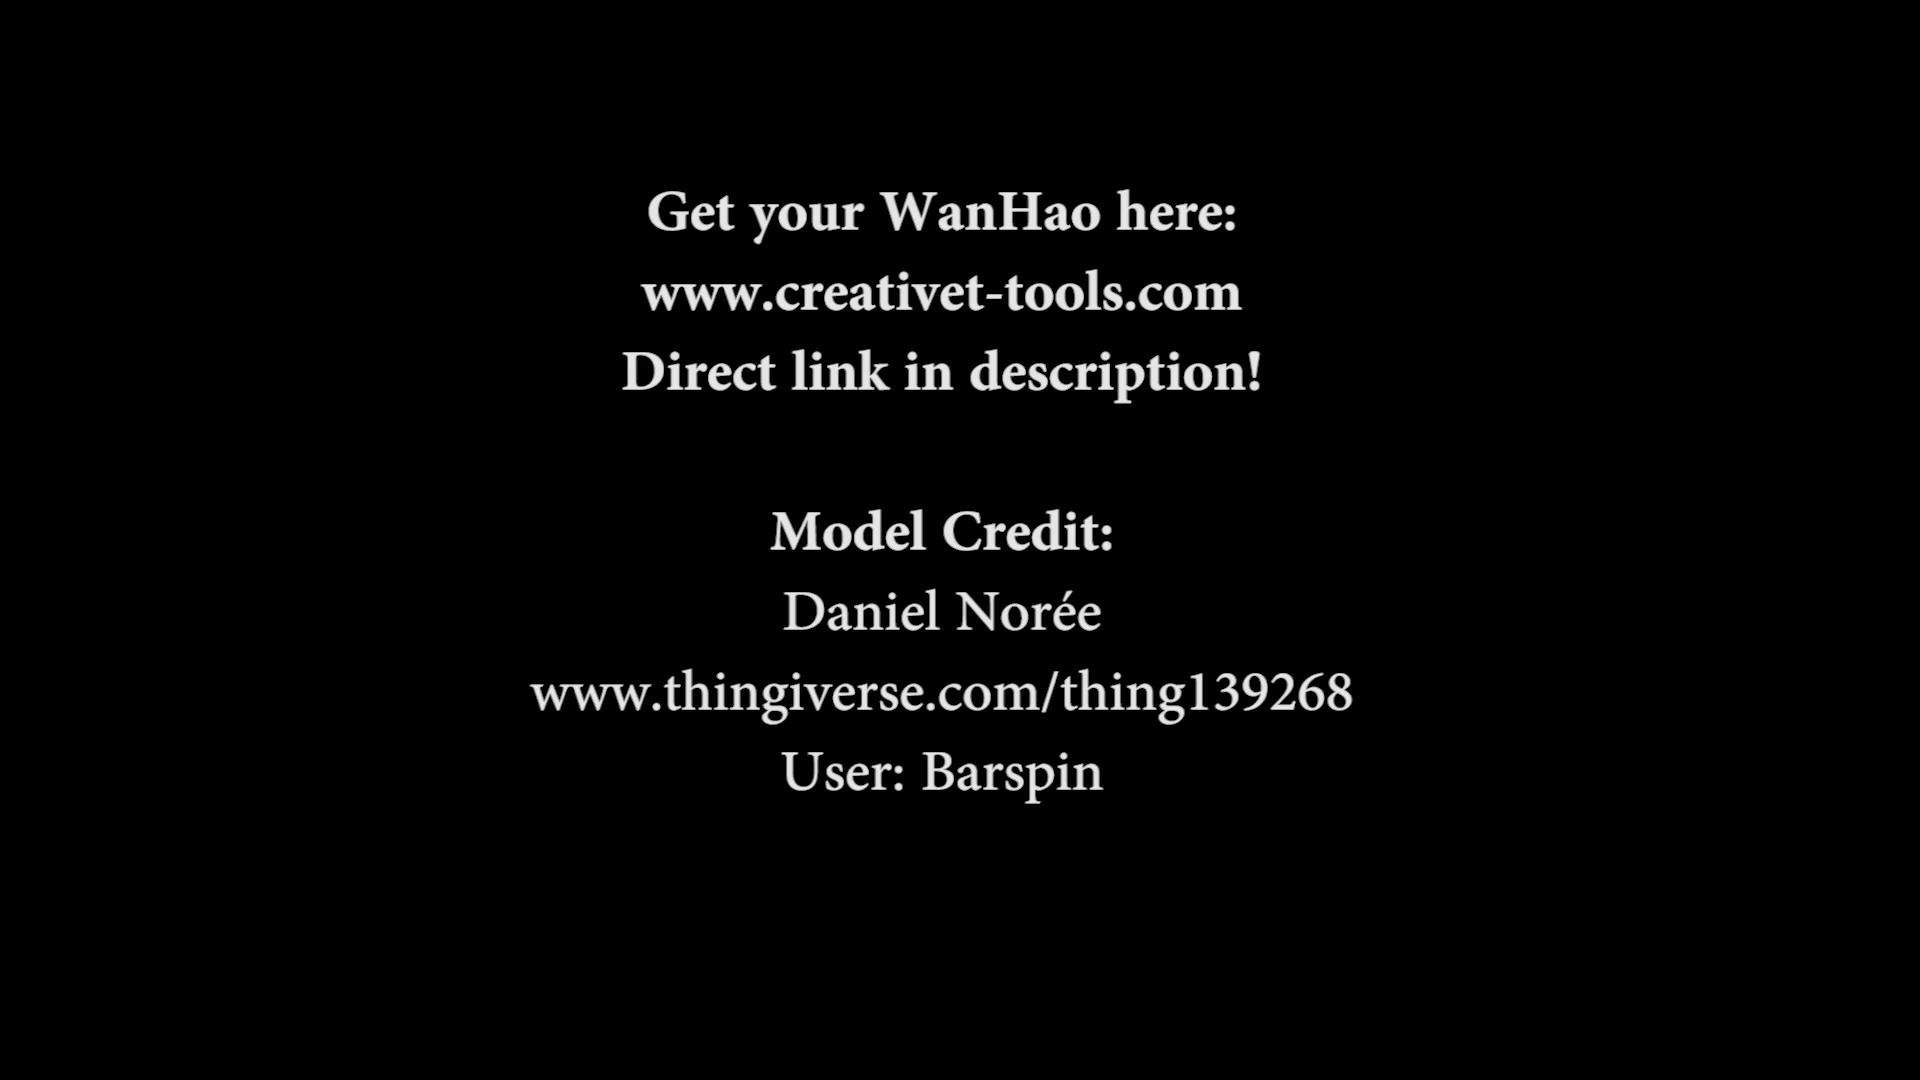 Get your WanHao here:
www.creativet-tools.com
Direct link in description!
Model Credit:
Daniel Norée
www.thingiverse.com/thing139268
User: Barspin